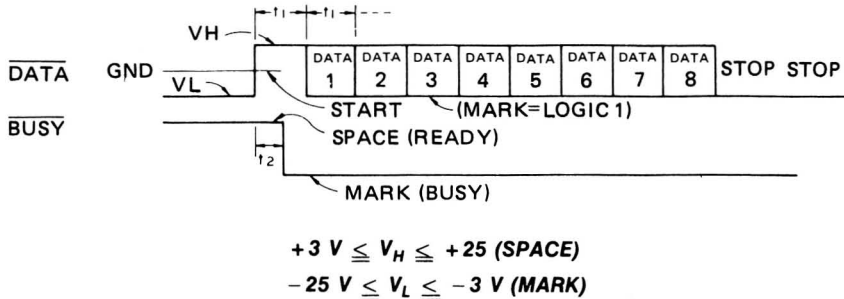 t1 t1
VH
DATA GND
VL
DATA 1 DATA 2 DATA 3 DATA 4 DATA 5 DATA 6 DATA 7 DATA 8 STOP STOP
START (MARK=LOGIC 1)
BUSY
SPACE (READY)
t2
MARK (BUSY)
+3 V ≦ VH ≦ +25 (SPACE)
−25 V ≦ VL ≦ −3 V (MARK)